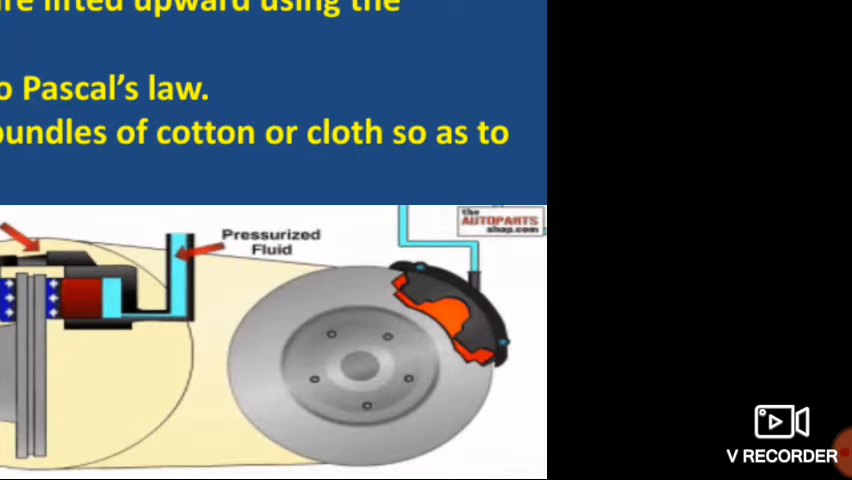 are lifted upward using the
o Pascal's law.
bundles of cotton or cloth so as to
the
AUTOPARTS
shop.com
Pressurized
Fluid
V RECORDER